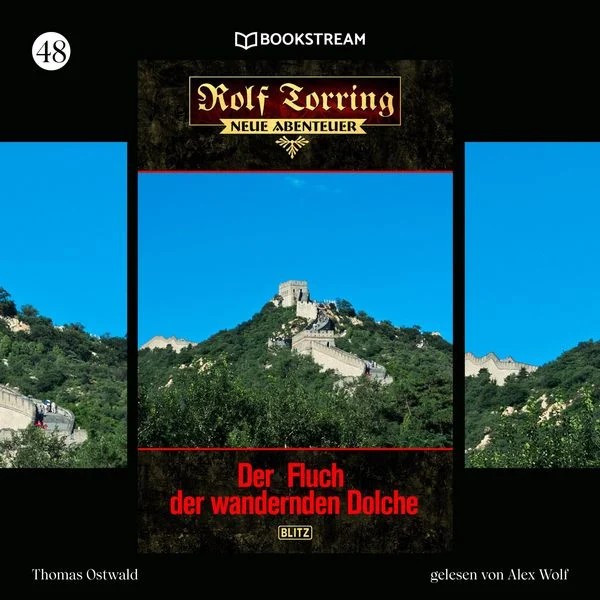 48
BOOKSTREAM
Rolf Torring
NEUE ABENTEUER
Der Fluch
der wandernden Dolche
BLITZ
Thomas Ostwald
gelesen von Alex Wolf